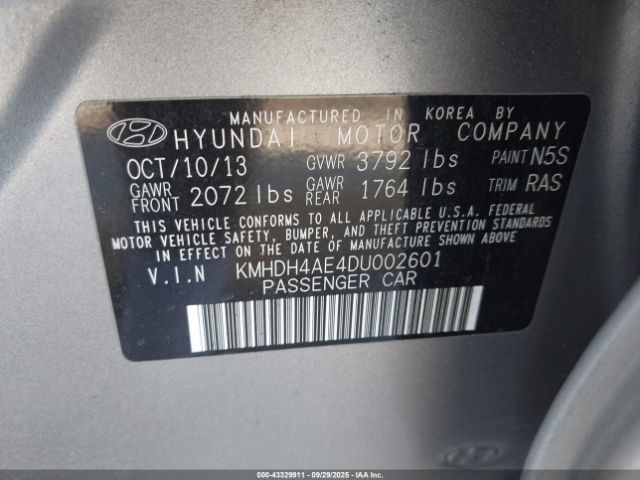 MANUFACTURED IN KOREA BY
HYUNDAI MOTOR COMPANY
OCT/10/13 GVWR 3792 lbs PAINT N5S
GAWR FRONT 2072 lbs GAWR REAR 1764 lbs TRIM RAS
THIS VEHICLE CONFORMS TO ALL APPLICABLE U.S.A. FEDERAL
MOTOR VEHICLE SAFETY, BUMPER, AND THEFT PREVENTION STANDARDS
IN EFFECT ON THE DATE OF MANUFACTURE SHOWN ABOVE.
V.I.N KMHDH4AE4DU002601
PASSENGER CAR
000-43329911 - 09/29/2025 - IAAI.COM